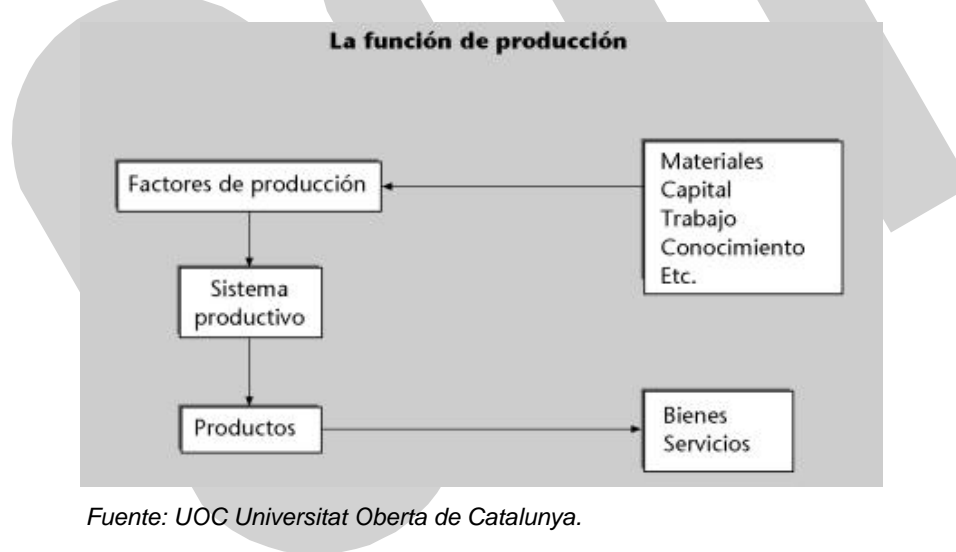 La función de producción
Factores de producción
Materiales
Capital
Trabajo
Conocimiento
Etc.
Sistema
productivo
Productos
Bienes
Servicios
Fuente: UOC Universitat Oberta de Catalunya.